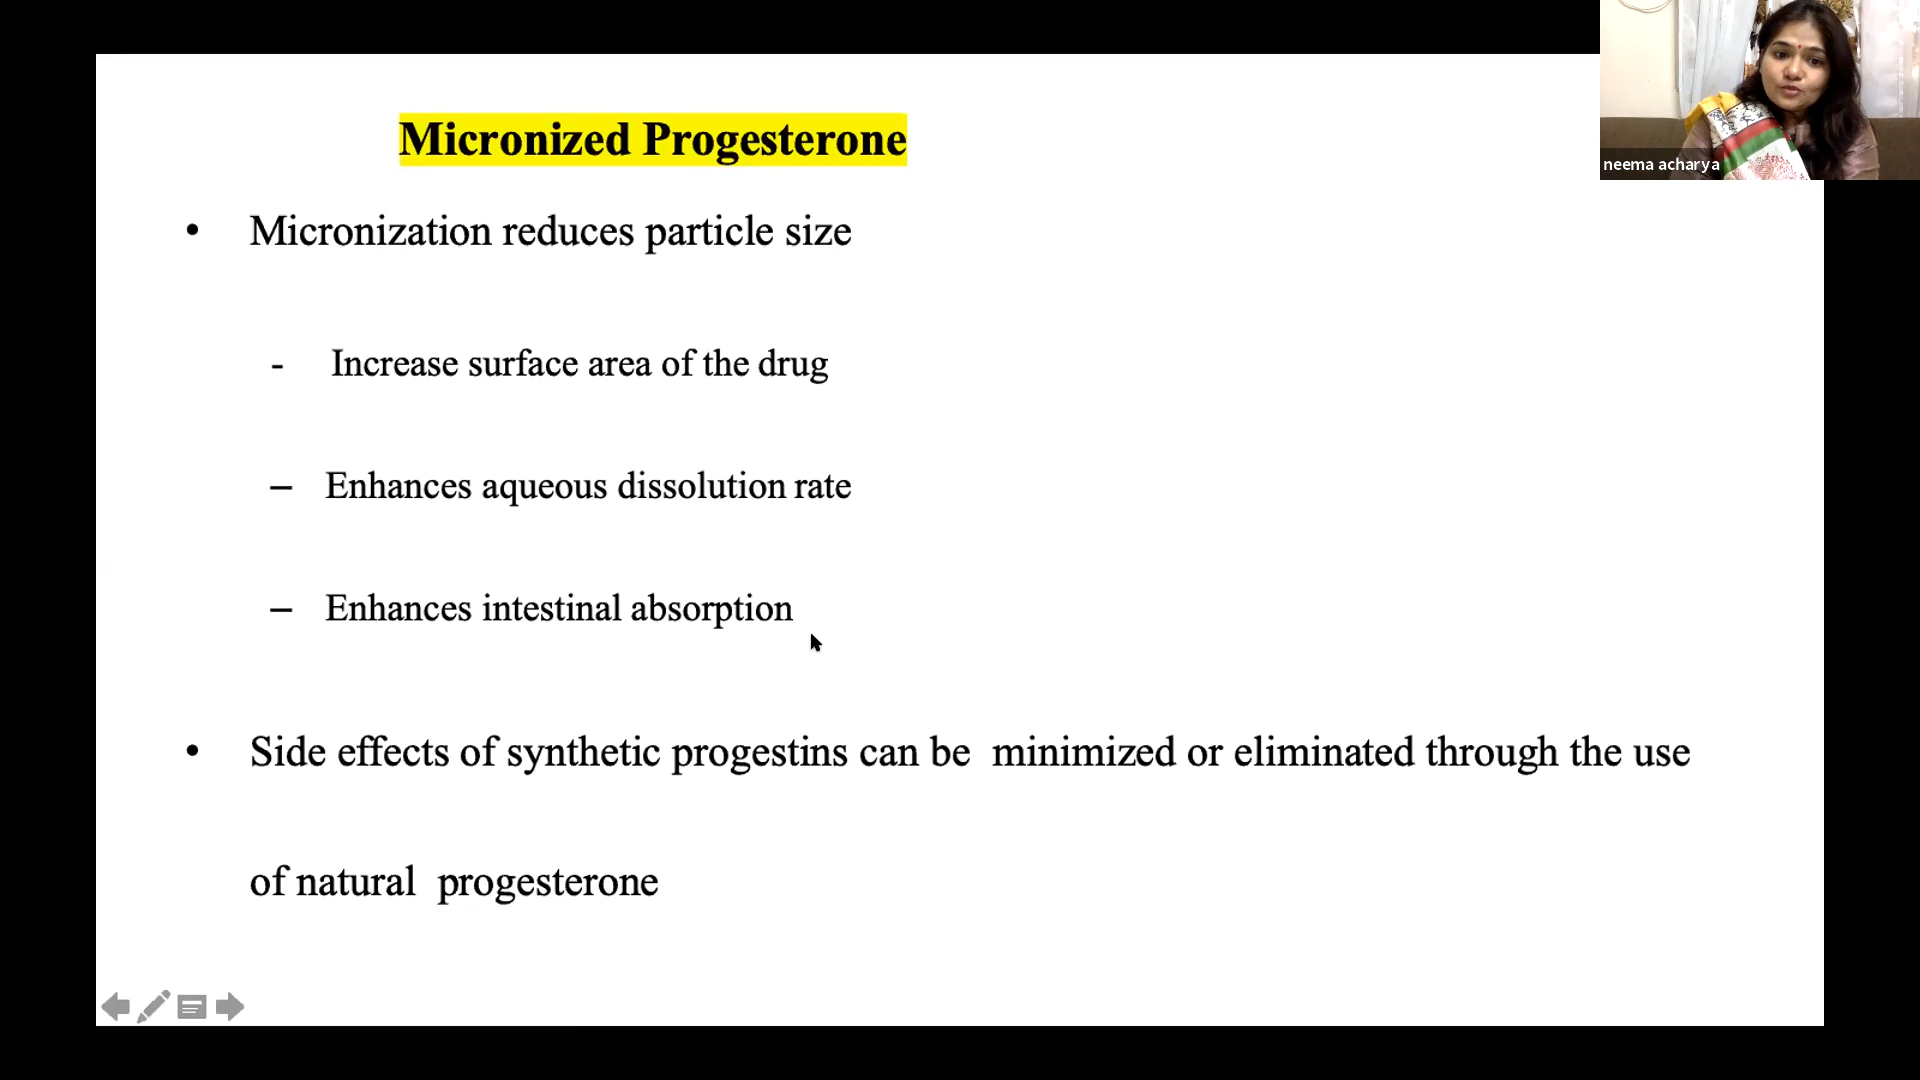 Micronized Progesterone
neema acharya
• Micronization reduces particle size
- Increase surface area of the drug
– Enhances aqueous dissolution rate
– Enhances intestinal absorption
• Side effects of synthetic progestins can be minimized or eliminated through the use
of natural progesterone